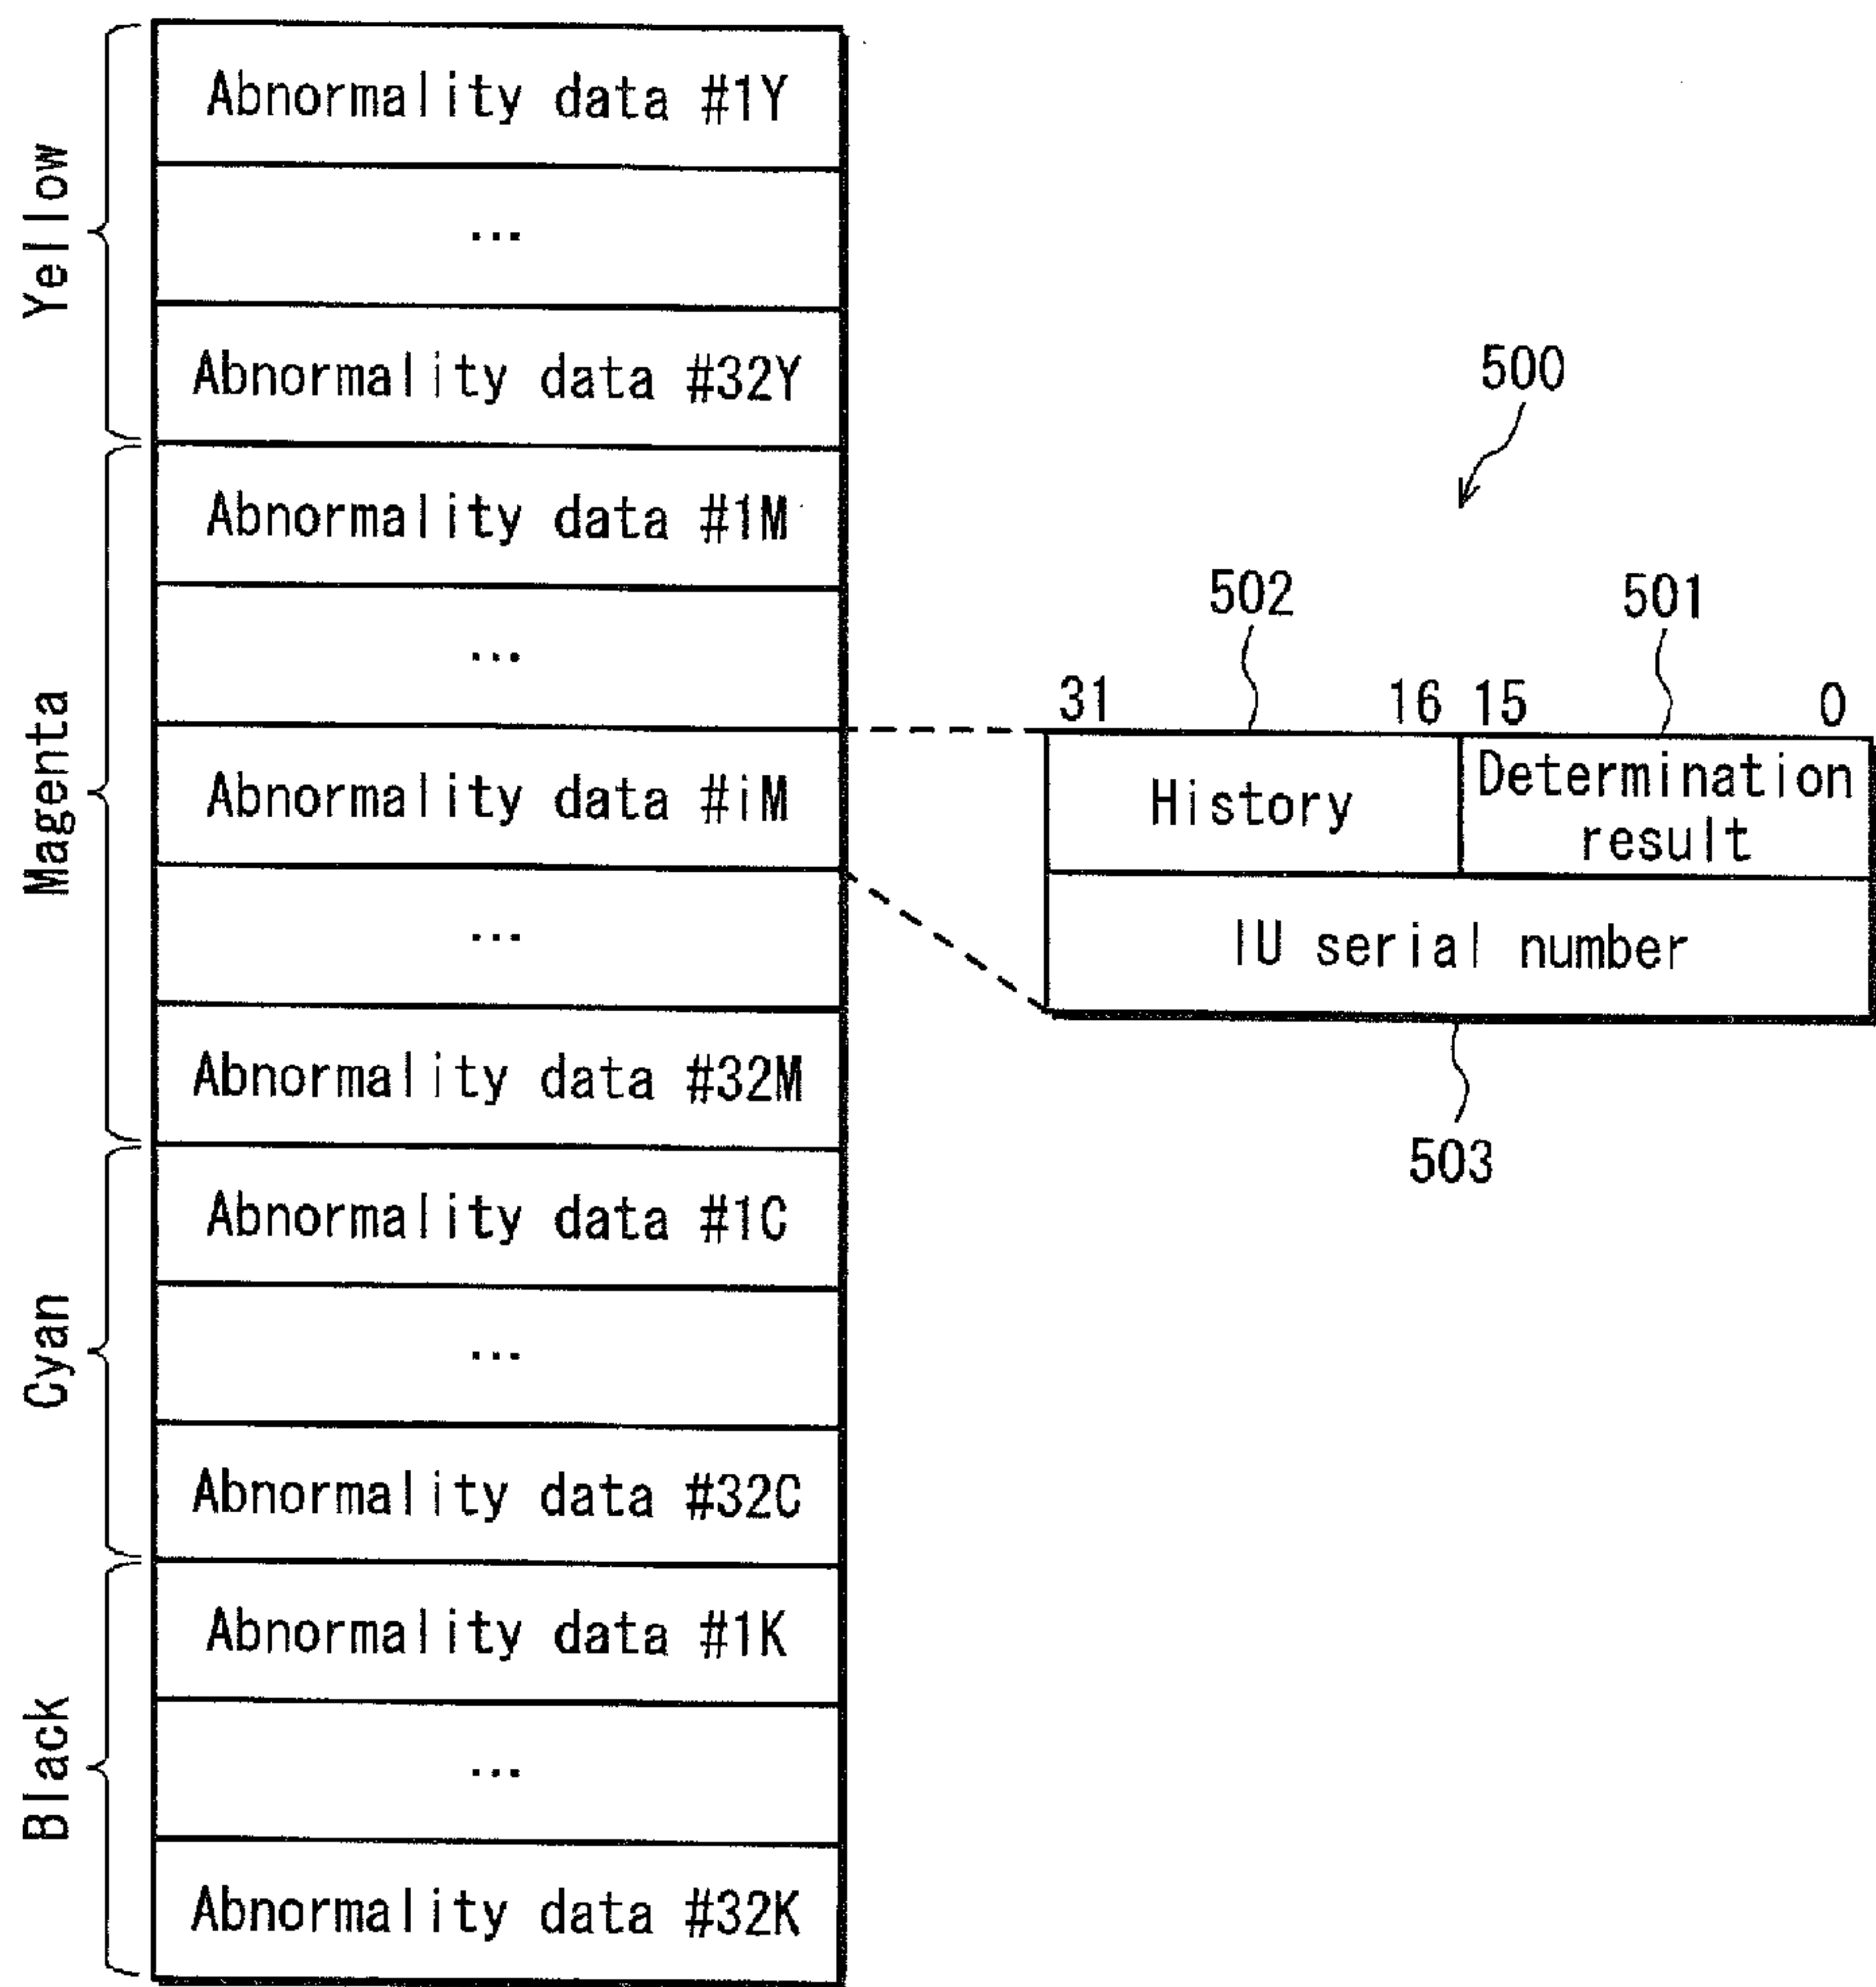 Yellow
Abnormality data #1Y
...
Abnormality data #32Y
Magenta
Abnormality data #1M
...
Abnormality data #iM
...
Abnormality data #32M
Cyan
Abnormality data #1C
...
Abnormality data #32C
Black
Abnormality data #1K
...
Abnormality data #32K
500
502
501
31
16
15
0
History
Determination
result
IU serial number
503